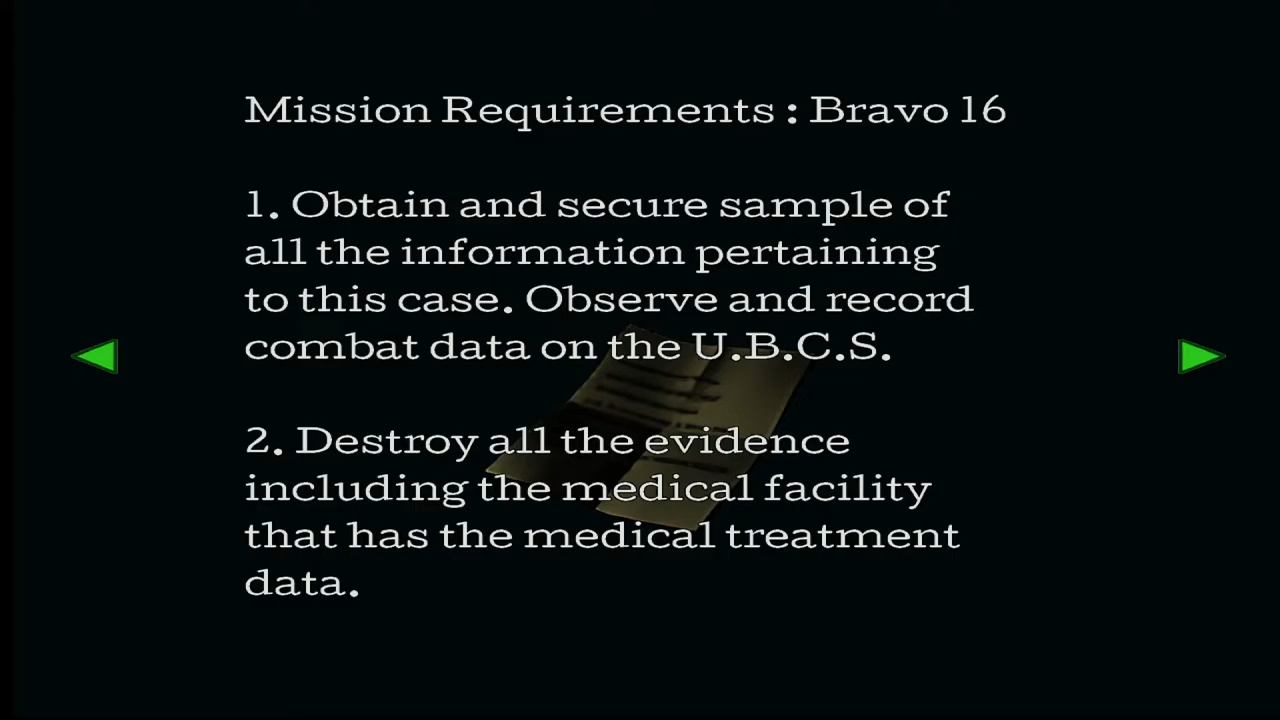 Mission Requirements : Bravo 16
1. Obtain and secure sample of
all the information pertaining
to this case. Observe and record
combat data on the U.B.C.S.
2. Destroy all the evidence
including the medical facility
that has the medical treatment
data.